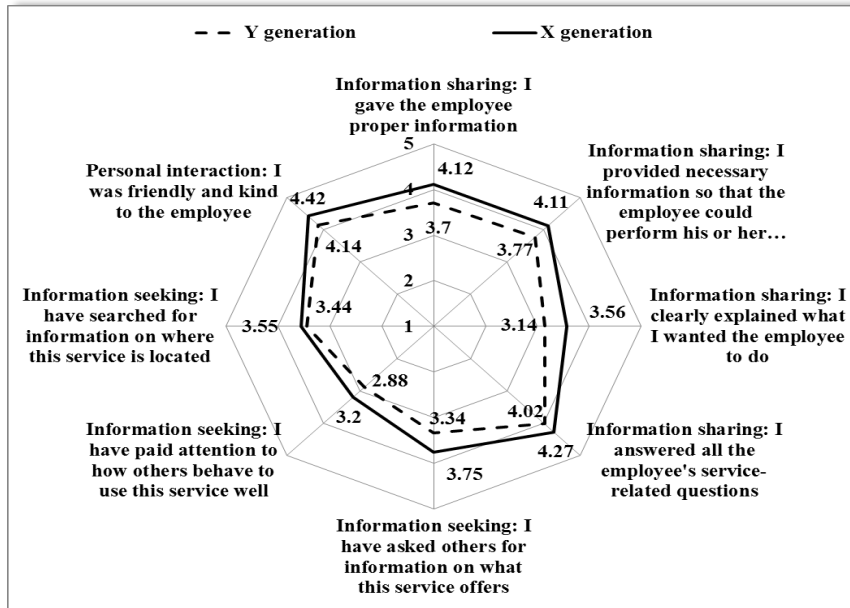 Y generation
X generation
Information sharing: I
gave the employee
proper information
5
4.12
4
3.7
3
2
1
Information sharing: I
provided necessary
information so that the
employee could
perform his or her…
4.11
3.77
Information sharing: I
clearly explained what
I wanted the employee
to do
3.56
3.14
Information sharing: I
answered all the
employee's service-
related questions
4.02
4.27
Information seeking: I
have asked others for
information on what
this service offers
3.34
3.75
Information seeking: I
have paid attention to
how others behave to
use this service well
2.88
3.2
Information seeking: I
have searched for
information on where
this service is located
3.55
3.44
Personal interaction: I
was friendly and kind
to the employee
4.42
4.14